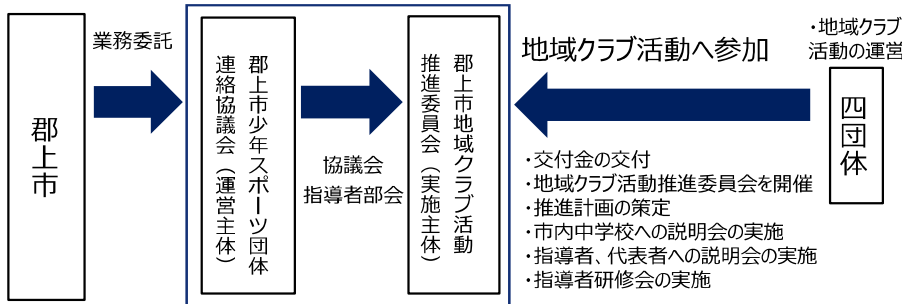 郡上市
業務委託
郡上市少年スポーツ団体
連絡協議会（運営主体）
協議会
指導者部会
郡上市地域クラブ活動
推進委員会（実施主体）
地域クラブ活動へ参加
・地域クラブ
活動の運営
四団体
・交付金の交付
・地域クラブ活動推進委員会を開催
・推進計画の策定
・市内中学校への説明会の実施
・指導者、代表者への説明会の実施
・指導者研修会の実施